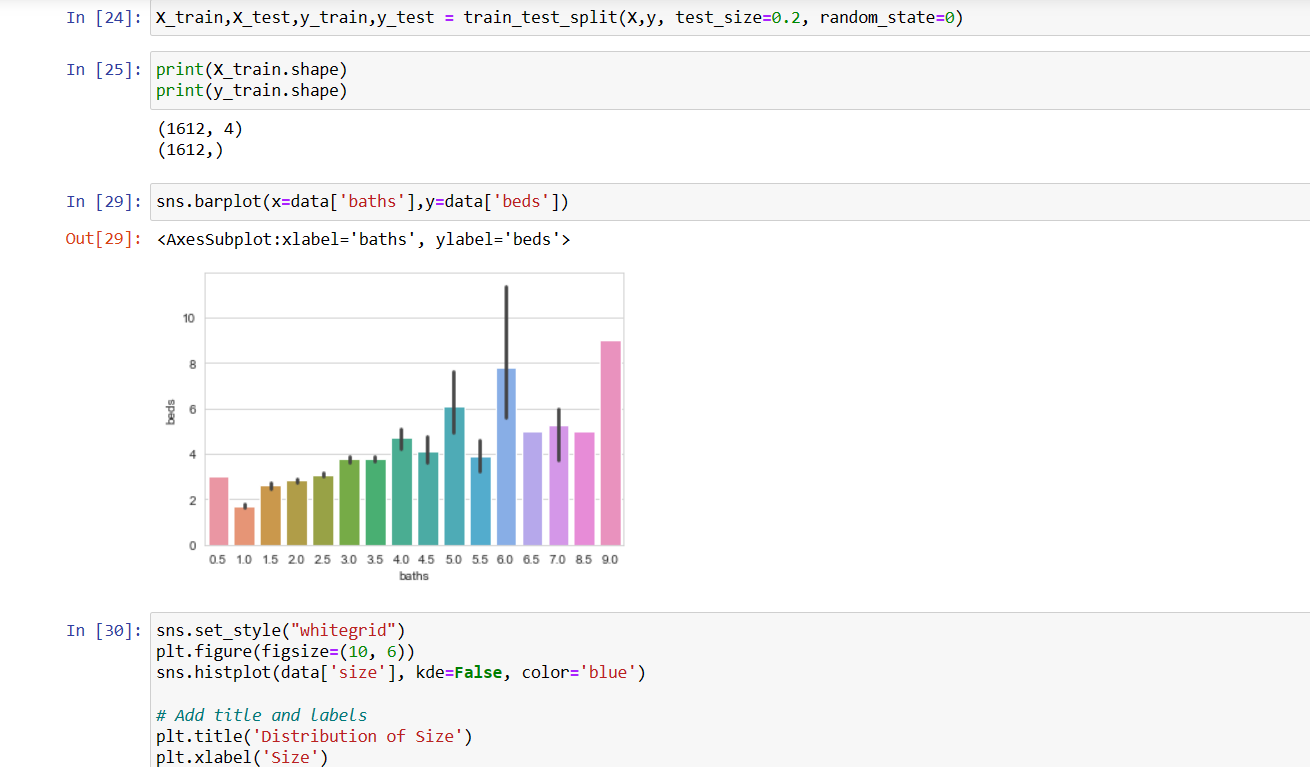 In [24]: X_train,X_test,y_train,y_test = train_test_split(X,y, test_size=0.2, random_state=0)
In [25]: print(X_train.shape)
print(y_train.shape)
(1612, 4)
(1612,)
In [29]: sns.barplot(x=data['baths'],y=data['beds'])
Out[29]: <AxesSubplot:xlabel='baths', ylabel='beds'>
10
8
6
4
2
0
beds
0.5 1.0 1.5 2.0 2.5 3.0 3.5 4.0 4.5 5.0 5.5 6.0 6.5 7.0 8.5 9.0
baths
In [30]: sns.set_style("whitegrid")
plt.figure(figsize=(10, 6))
sns.histplot(data['size'], kde=False, color='blue')
# Add title and labels
plt.title('Distribution of Size')
plt.xlabel('Size')